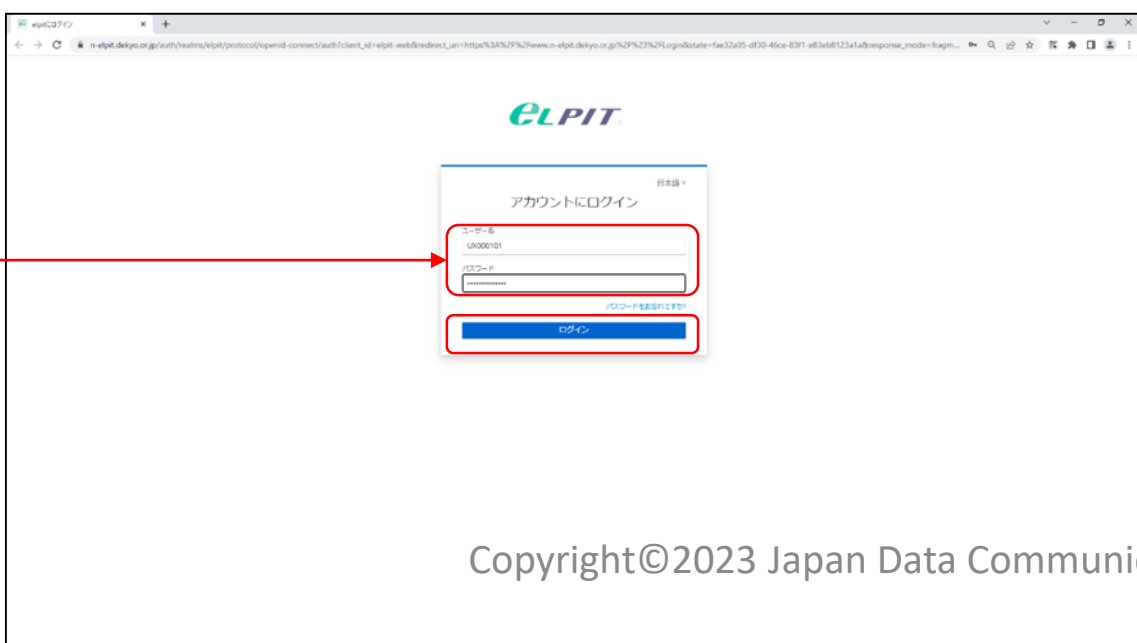 elpitにログイン
n-elpit.dekyo.or.jp/auth/realms/elpit/protocol/openid-connect/auth?client_id=elpit-web&redirect_uri=https%3A%2F%2Fwww.n-elpit.dekyo.or.jp%2F%23%2FLogin&state=fae32a05-df30-46ce-83f1-e83eb8123a1a&response_mode=fragm...
eLPIT
日本語
アカウントにログイン
ユーザー名
UX000101
パスワード
パスワードをお忘れですか?
ログイン
Copyright©2023 Japan Data Communi